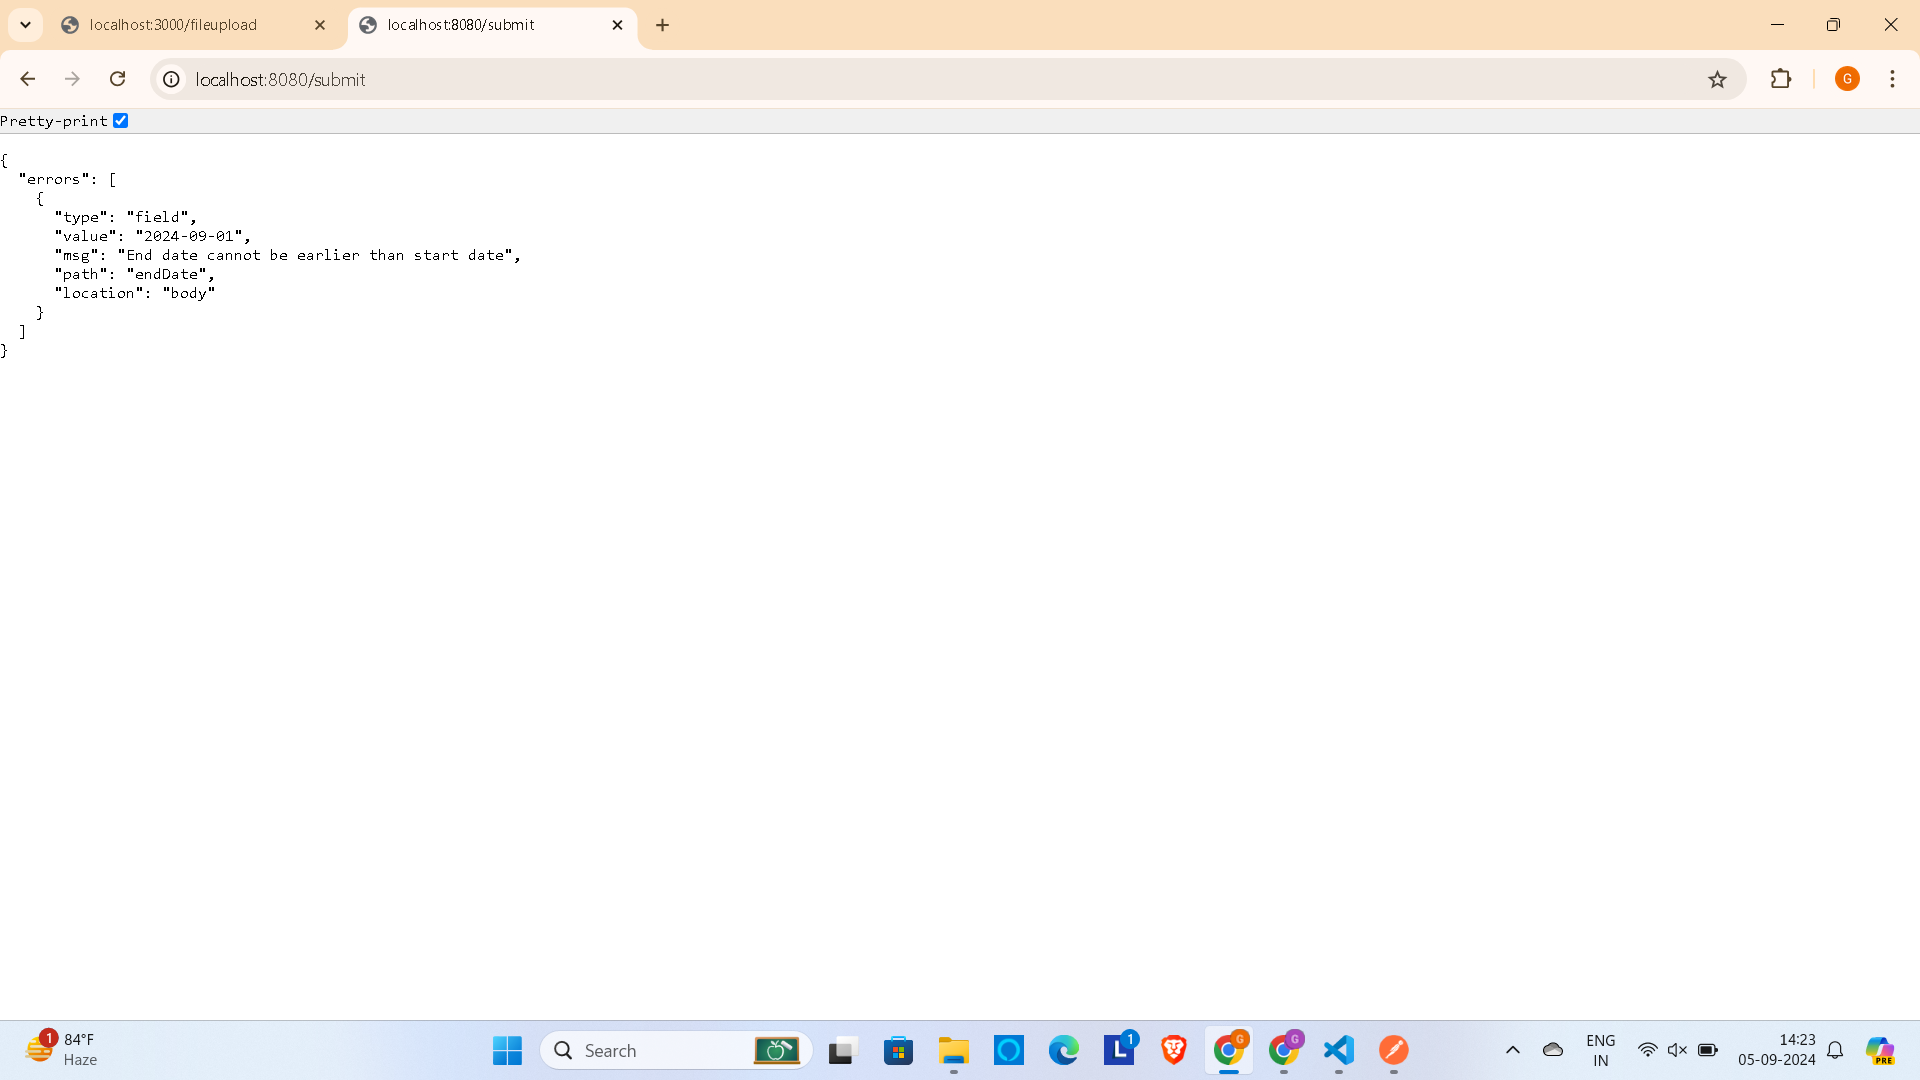 localhost:3000/fileupload
localhost:8080/submit
localhost:8080/submit
G
Pretty-print
{
"errors": [
{
"type": "field",
"value": "2024-09-01",
"msg": "End date cannot be earlier than start date",
"path": "endDate",
"location": "body"
}
]
}
1
84°F
Haze
Search
L
1
G
G
ENG
IN
14:23
05-09-2024
PRE